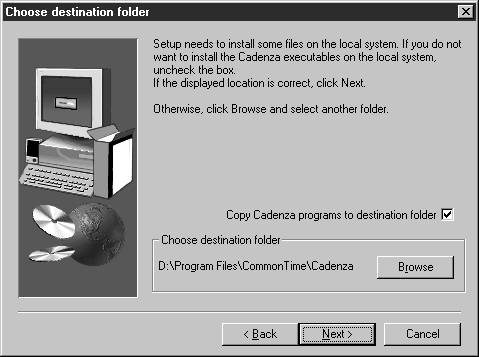 Choose destination folder
Setup needs to install some files on the local system. If you do not
want to install the Cadenza executables on the local system,
uncheck the box.
If the displayed location is correct, click Next.
Otherwise, click Browse and select another folder.
Copy Cadenza programs to destination folder
Choose destination folder
D:\Program Files\CommonTime\Cadenza
Browse
< Back
Next >
Cancel